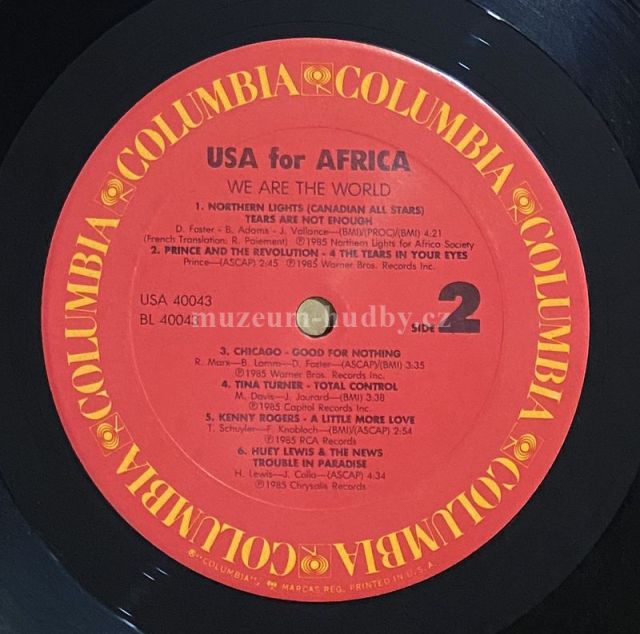 COLUMBIA COLUMBIA COLUMBIA COLUMBIA COLUMBIA COLUMBIA COLUMBIA
USA for AFRICA
WE ARE THE WORLD
1. NORTHERN LIGHTS (CANADIAN ALL STARS)
TEARS ARE NOT ENOUGH
D. Foster - B. Adams - J. Vallance—(BMI)/(PROC)/(BMI) 4:21
(French Translation: R. Paiement) ℗1985 Northern Lights for Africa Society
2. PRINCE AND THE REVOLUTION - 4 THE TEARS IN YOUR EYES
Prince—(ASCAP) 2:45 ℗1985 Warner Bros. Records Inc.
USA 40043
BL 40043
muzeum-hudby.cz
SIDE 2
3. CHICAGO - GOOD FOR NOTHING
R. Marx—B. Lamm—D. Foster—(ASCAP)/(BMI) 3:35
℗1985 Warner Bros. Records Inc.
4. TINA TURNER - TOTAL CONTROL
M. Davis—J. Jourard—(BMI) 3:38
℗1985 Capitol Records Inc.
5. KENNY ROGERS - A LITTLE MORE LOVE
T. Schuyler—F. Knobloch—(BMI)/(ASCAP) 2:54
℗1985 RCA Records
6. HUEY LEWIS & THE NEWS
TROUBLE IN PARADISE
H. Lewis—J. Colla—(ASCAP) 4:34
℗1985 Chrysalis Records
®"COLUMBIA", MARCAS REG. PRINTED IN U.S.A.